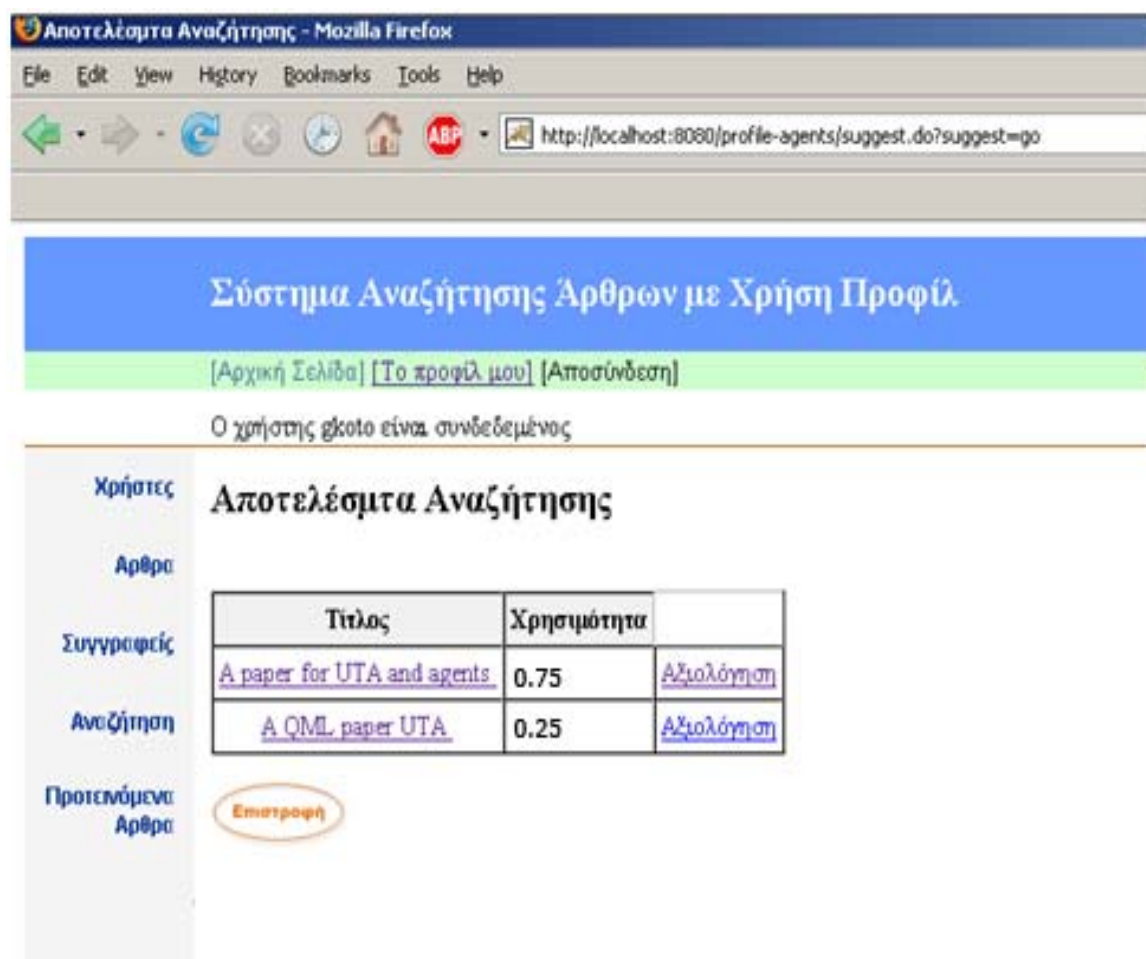 Αποτελέσμτα Αναζήτησης - Mozilla Firefox
File Edit View History Bookmarks Tools Help
ABP http://localhost:8080/profile-agents/suggest.do?suggest=go
Σύστημα Αναζήτησης Άρθρων με Χρήση Προφίλ
[Αρχική Σελίδα] [Το προφίλ μου] [Αποσύνδεση]
Ο χρήστης gkoto είναι συνδεδεμένος
Χρήστες
Αρθρα
Συγγραφείς
Αναζήτηση
Προτεινόμενα
Αρθρα
Αποτελέσμτα Αναζήτησης
Τίτλος Χρησιμότητα
A paper for UTA and agents 0.75 Αξιολόγηση
A QML paper UTA 0.25 Αξιολόγηση
Επιστροφή